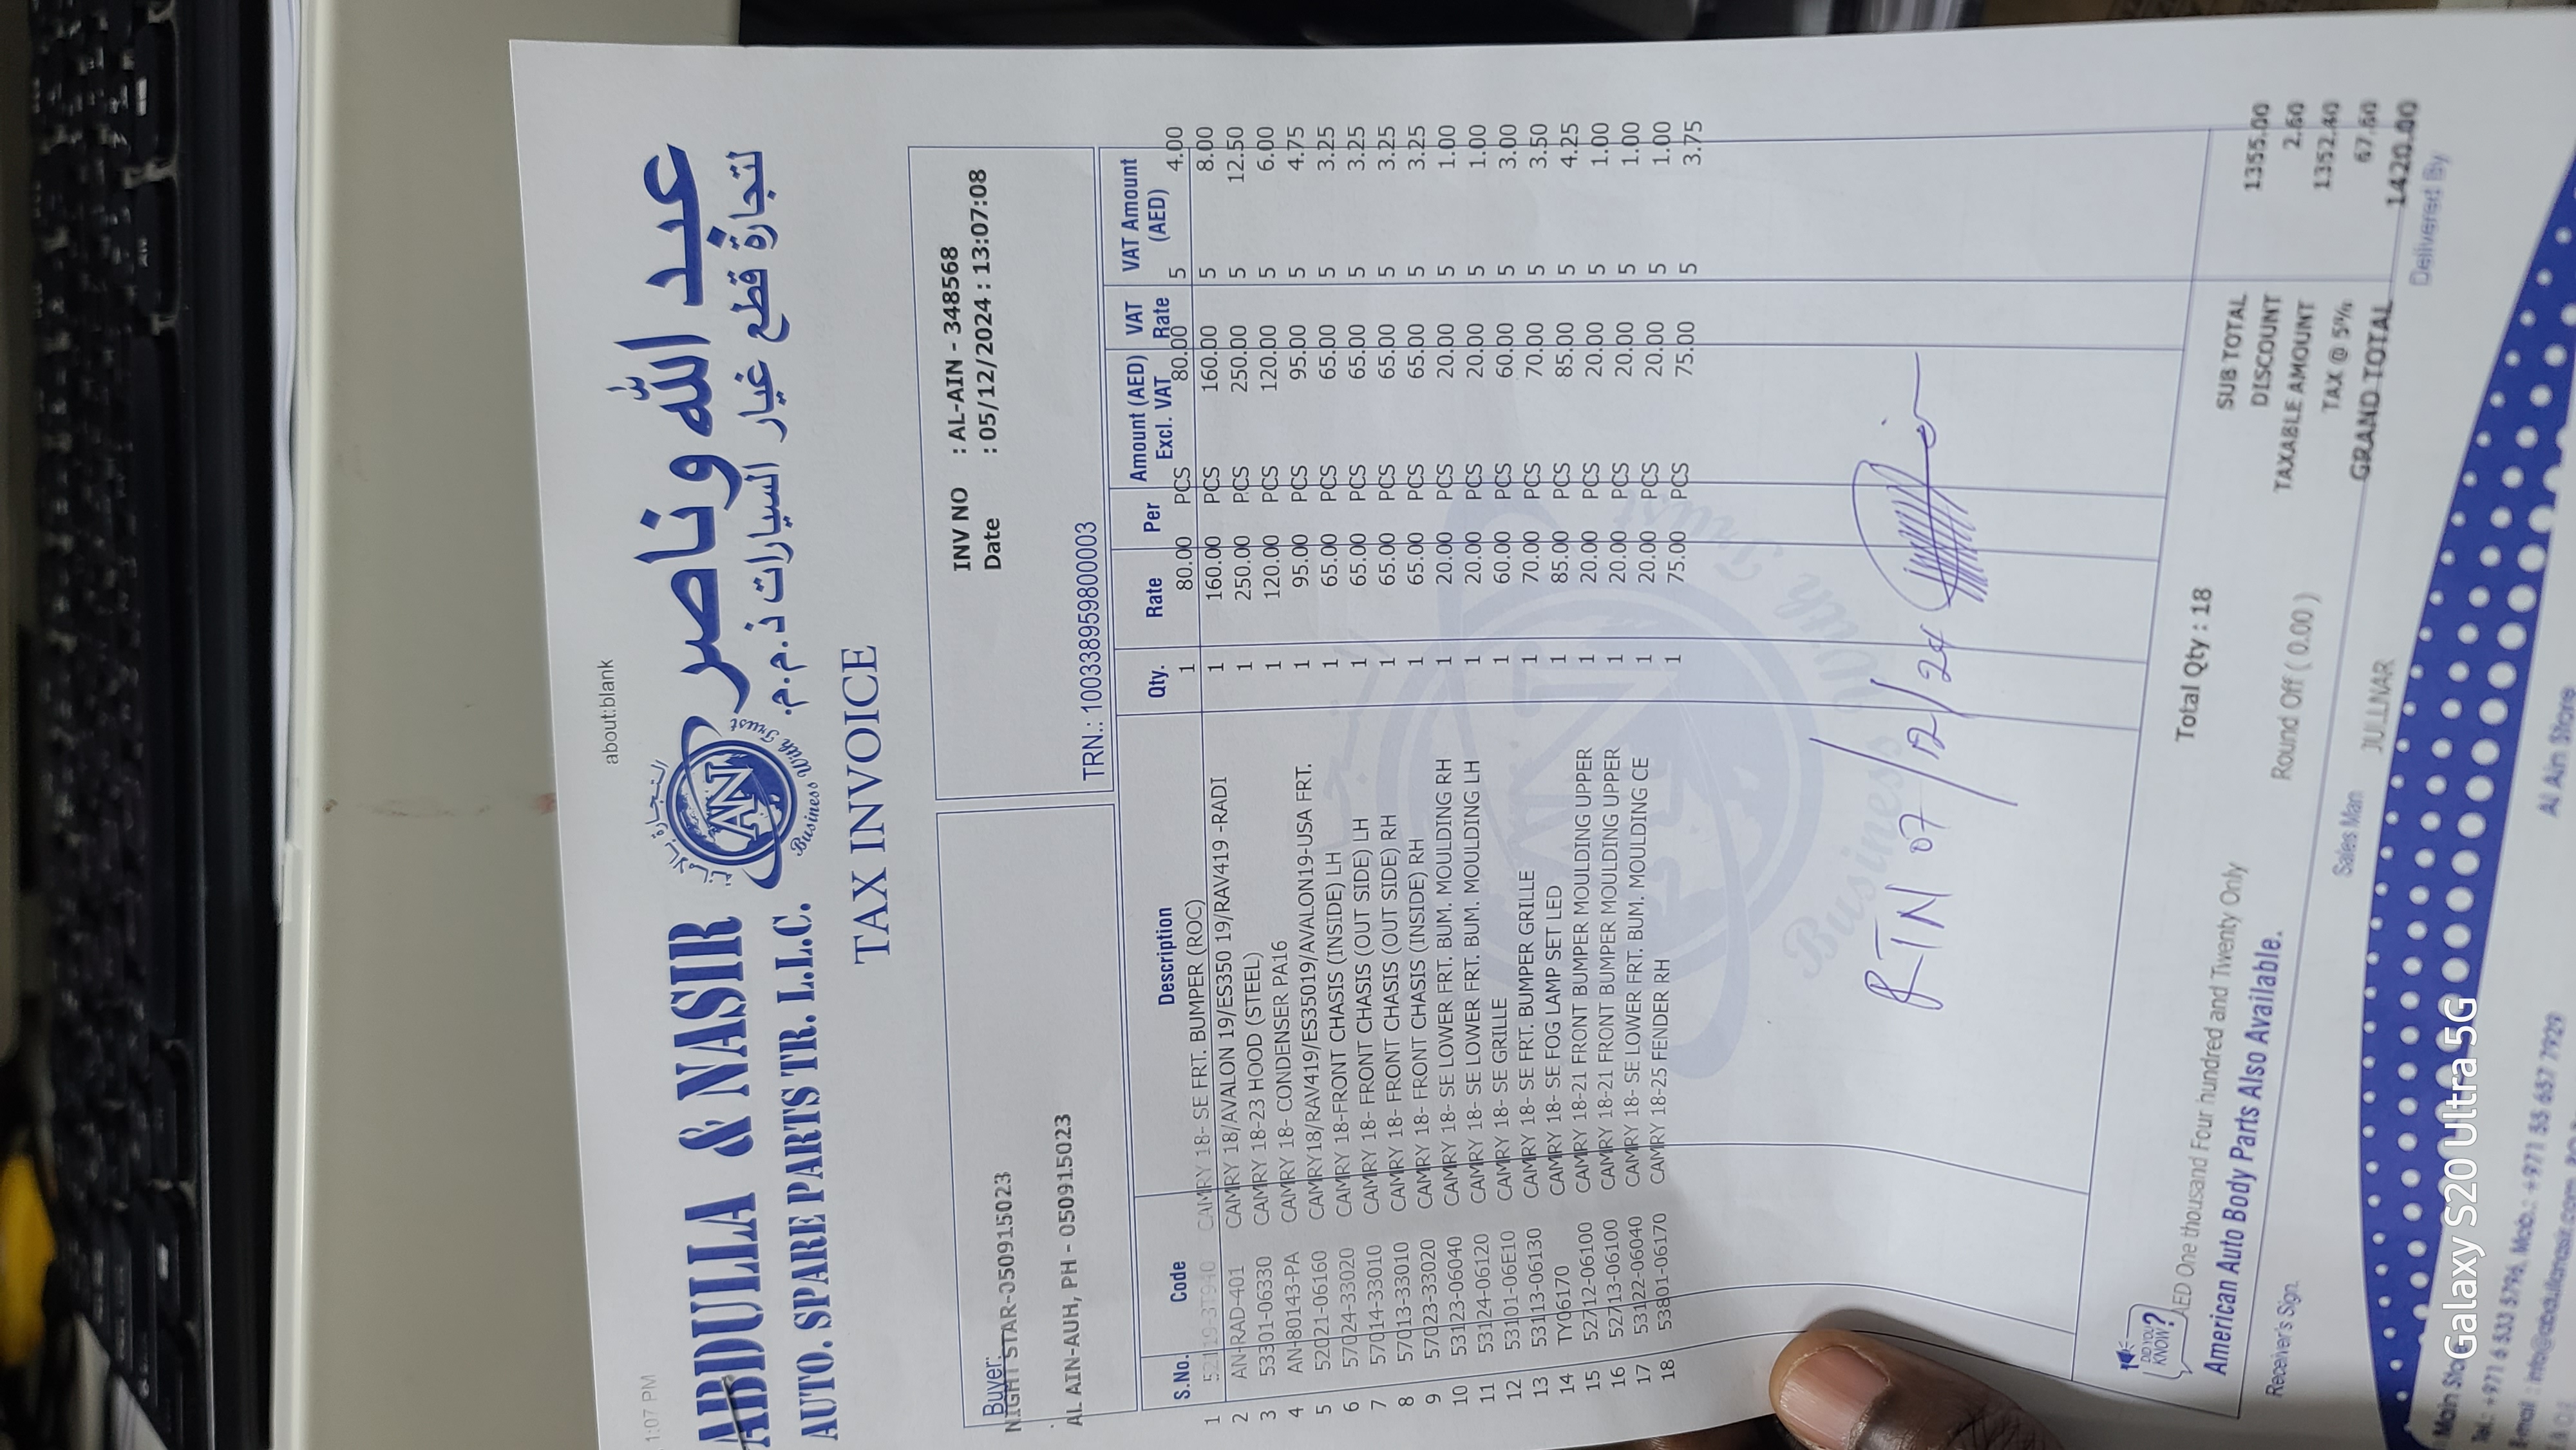 1:07 PM about:blank
ABDULLA & NASIR
AUTO. SPARE PARTS TR. L.L.C.
AN
Business With Trust
عبد الله وناصر
لتجارة قطع غيار السيارات ذ.م.م.
TAX INVOICE
Buyer:
NIGHT STAR-050915023
AL AIN-AUH, PH - 050915023
INV NO : AL-AIN - 348568
Date : 05/12/2024 : 13:07:08
TRN.: 100338959800003
S.No. Code Description Qty. Rate Per Amount (AED) Excl. VAT VAT Rate VAT Amount (AED)
1 CAMRY 18- SE FRT. BUMPER (ROC) 1 80.00 PCS 80.00 5 4.00
2 AN-RAD-401 CAMRY 18/AVALON 19/ES350 19/RAV419 -RADI 1 160.00 PCS 160.00 5 8.00
3 53301-06330 CAMRY 18-23 HOOD (STEEL) 1 250.00 PCS 250.00 5 12.50
4 AN-80143-PA CAMRY 18- CONDENSER PA16 1 120.00 PCS 120.00 5 6.00
5 52021-06160 CAMRY18/RAV419/ES35019/AVALON19-USA FRT. 1 95.00 PCS 95.00 5 4.75
6 57024-33020 CAMRY 18-FRONT CHASIS (INSIDE) LH 1 65.00 PCS 65.00 5 3.25
7 57014-33010 CAMRY 18- FRONT CHASIS (OUT SIDE) LH 1 65.00 PCS 65.00 5 3.25
8 57013-33010 CAMRY 18- FRONT CHASIS (OUT SIDE) RH 1 65.00 PCS 65.00 5 3.25
9 57023-33020 CAMRY 18- FRONT CHASIS (INSIDE) RH 1 65.00 PCS 65.00 5 3.25
10 53123-06040 CAMRY 18- SE LOWER FRT. BUM. MOULDING RH 1 20.00 PCS 20.00 5 1.00
11 53124-06120 CAMRY 18- SE LOWER FRT. BUM. MOULDING LH 1 20.00 PCS 20.00 5 1.00
12 53101-06E10 CAMRY 18- SE GRILLE 1 60.00 PCS 60.00 5 3.00
13 53113-06130 CAMRY 18- SE FRT. BUMPER GRILLE 1 70.00 PCS 70.00 5 3.50
14 TY06170 CAMRY 18- SE FOG LAMP SET LED 1 85.00 PCS 85.00 5 4.25
15 52712-06100 CAMRY 18-21 FRONT BUMPER MOULDING UPPER 1 20.00 PCS 20.00 5 1.00
16 52713-06100 CAMRY 18-21 FRONT BUMPER MOULDING UPPER 1 20.00 PCS 20.00 5 1.00
17 53122-06040 CAMRY 18- SE LOWER FRT. BUM. MOULDING CE 1 20.00 PCS 20.00 5 1.00
18 53801-06170 CAMRY 18-25 FENDER RH 1 75.00 PCS 75.00 5 3.75
Business With Trust
RTN 07/12/24
DID YOU KNOW?
Total Qty : 18
AED One thousand Four hundred and Twenty Only
American Auto Body Parts Also Available.
Round Off ( 0.00 )
SUB TOTAL 1355.00
DISCOUNT 2.60
TAXABLE AMOUNT 1352.40
TAX @ 5% 67.60
GRAND TOTAL 1420.00
Receiver's Sign.
Sales Man JULLNAR
Delivered By
Main Store
Al Ain Store
Galaxy S20 Ultra 5G